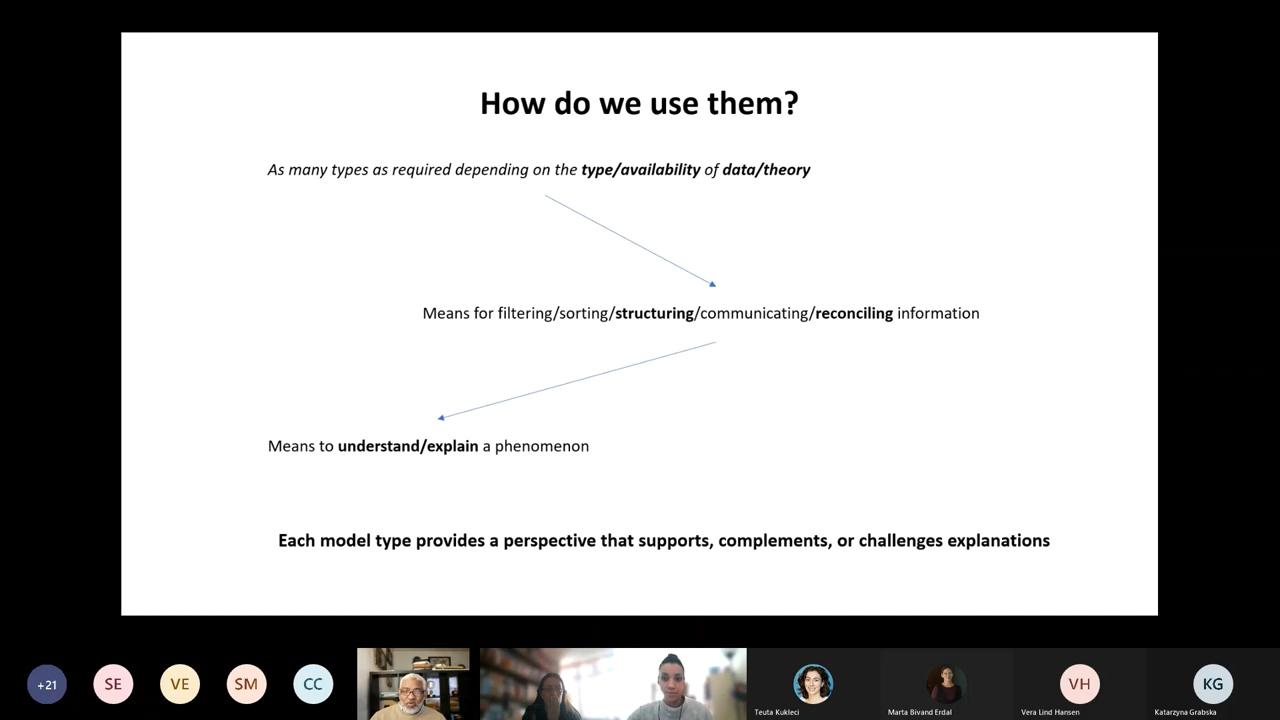 How do we use them?
As many types as required depending on the type/availability of data/theory
Means for filtering/sorting/structuring/communicating/reconciling information
Means to understand/explain a phenomenon
Each model type provides a perspective that supports, complements, or challenges explanations
+21
SE
VE
SM
CC
VH
KG
Teuta Kukleci
Marta Bivand Erdal
Vera Lind Hansen
Katarzyna Grabska